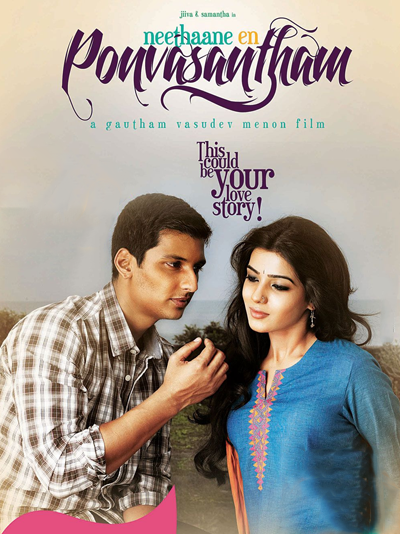 jiiva & samantha in
neethaane en
Ponvasantham
a gautham vasudev menon film
This
could
be your
love
story!